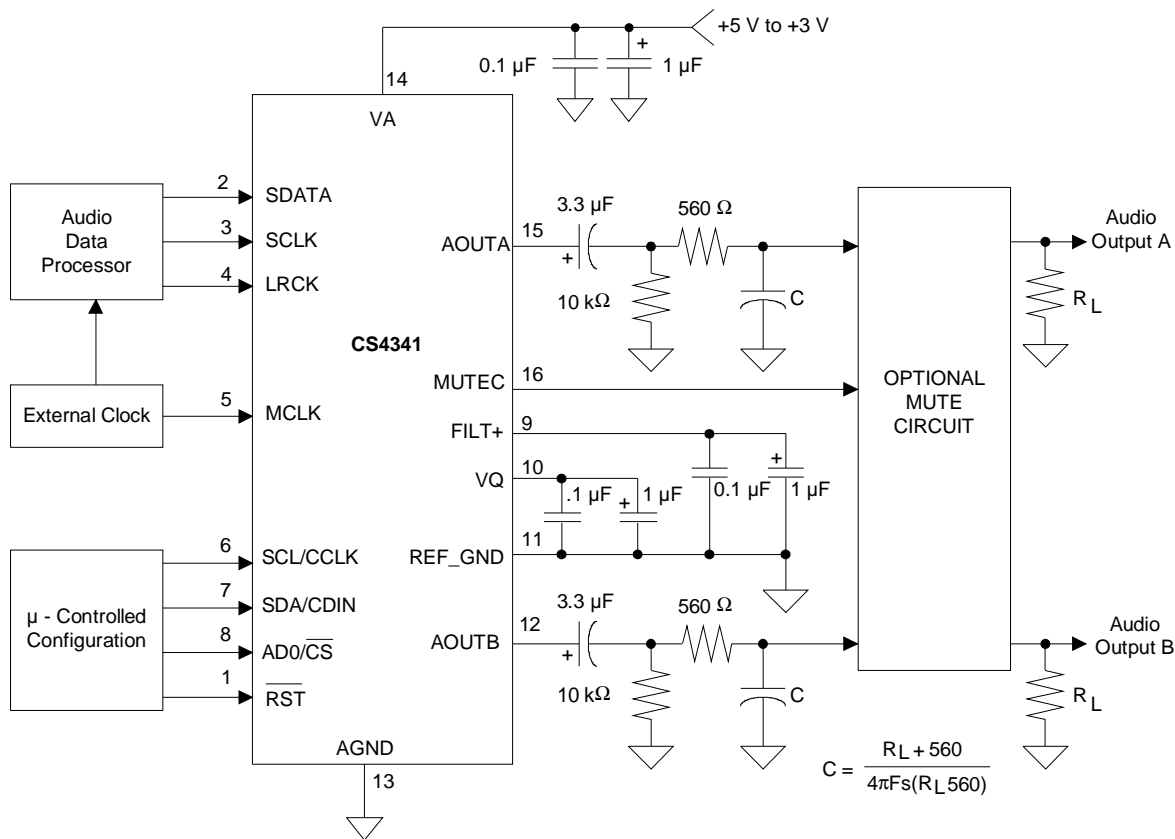 +5 V to +3 V
0.1 µF
+
1 µF
14
VA
2
SDATA
Audio
Data
Processor
3
SCLK
4
LRCK
AOUTA
15
3.3 µF
+
560 Ω
10 kΩ
C
Audio
Output A
RL
CS4341
External Clock
5
MCLK
MUTEC
16
OPTIONAL
MUTE
CIRCUIT
FILT+
9
VQ
10
.1 µF
+
1 µF
0.1 µF
+
1 µF
REF_GND
11
µ - Controlled
Configuration
6
SCL/CCLK
7
SDA/CDIN
8
AD0/CS
1
RST
AOUTB
12
3.3 µF
+
560 Ω
10 kΩ
C
Audio
Output B
RL
AGND
13
C =
RL + 560
4πFs(RL560)